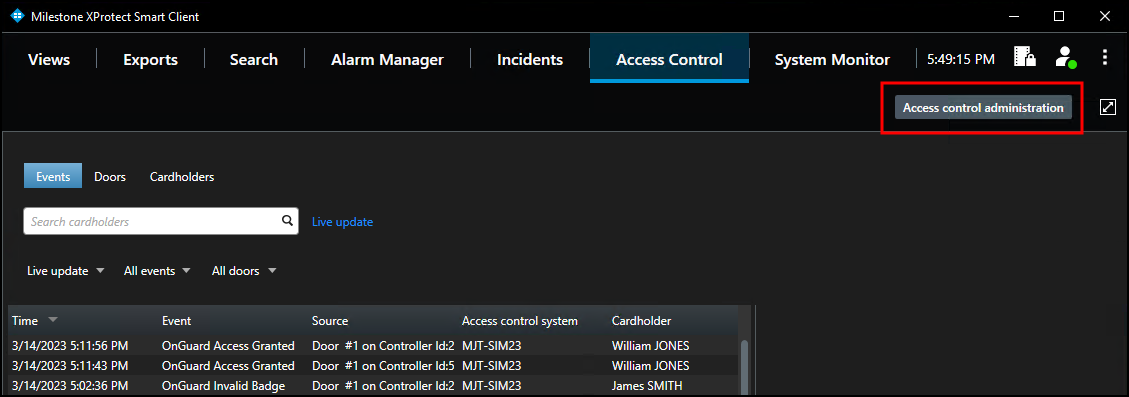 Milestone XProtect Smart Client
Views Exports Search Alarm Manager Incidents Access Control System Monitor 5:49:15 PM
Access control administration
Events Doors Cardholders
Search cardholders Live update
Live update All events All doors
Time Event Source Access control system Cardholder
3/14/2023 5:11:56 PM OnGuard Access Granted Door #1 on Controller Id:2 MJT-SIM23 William JONES
3/14/2023 5:11:43 PM OnGuard Access Granted Door #1 on Controller Id:5 MJT-SIM23 William JONES
3/14/2023 5:02:36 PM OnGuard Invalid Badge Door #1 on Controller Id:2 MJT-SIM23 James SMITH